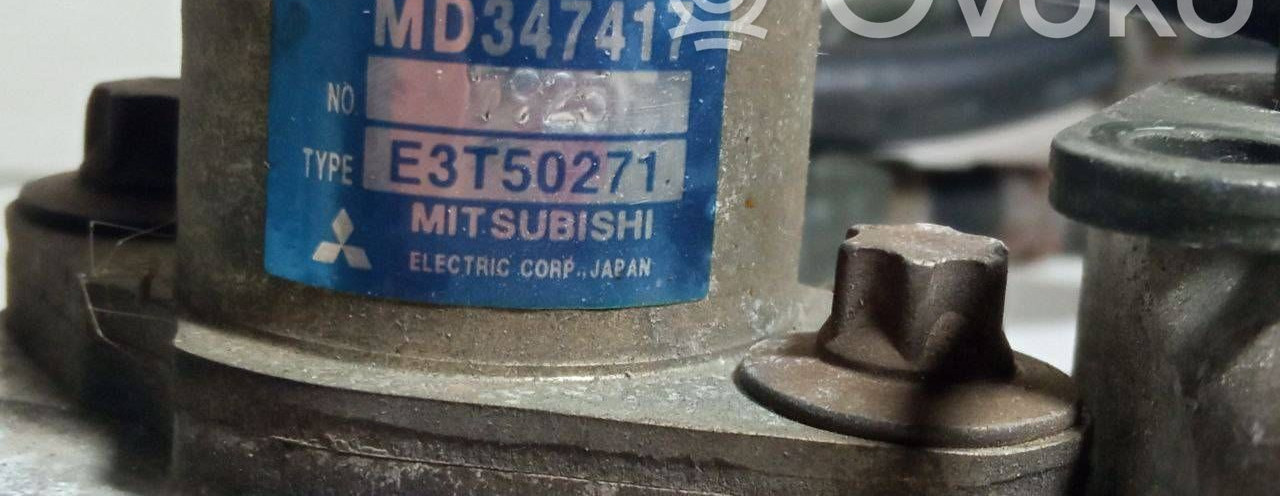 Ovoko
MD347417
NO.
TYPE E3T50271
MITSUBISHI
ELECTRIC CORP., JAPAN